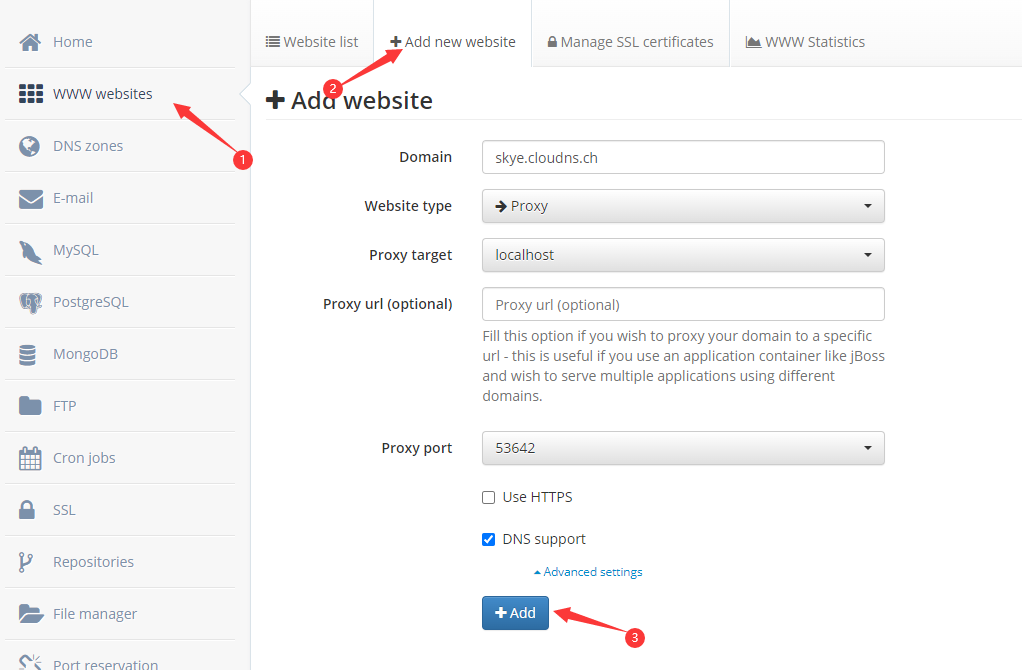 Home
WWW websites
DNS zones
E-mail
MySQL
PostgreSQL
MongoDB
FTP
Cron jobs
SSL
Repositories
File manager
Port reservation
1
Website list
Add new website
Manage SSL certificates
WWW Statistics
2
Add website
Domain
skye.cloudns.ch
Website type
Proxy
Proxy target
localhost
Proxy url (optional)
Proxy url (optional)
Fill this option if you wish to proxy your domain to a specific
url - this is useful if you use an application container like jBoss
and wish to serve multiple applications using different
domains.
Proxy port
53642
Use HTTPS
DNS support
Advanced settings
Add
3